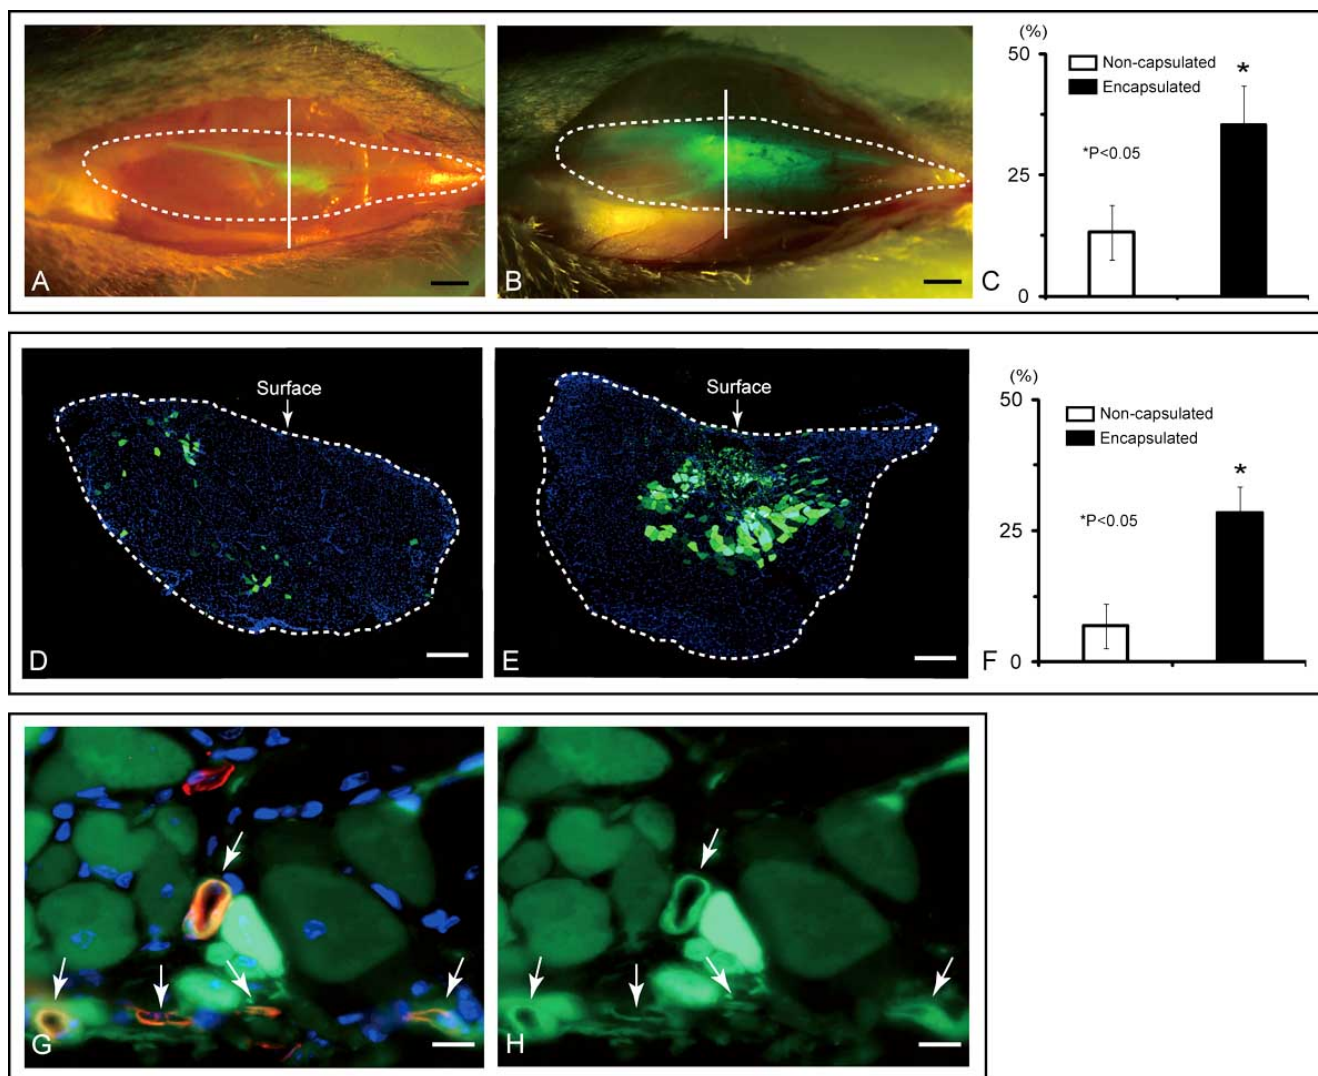 A
B
(%)
50
Non-capsulated
Encapsulated
*
*P<0.05
25
0
C
Surface
D
Surface
E
(%)
50
Non-capsulated
Encapsulated
*
*P<0.05
25
0
F
G
H